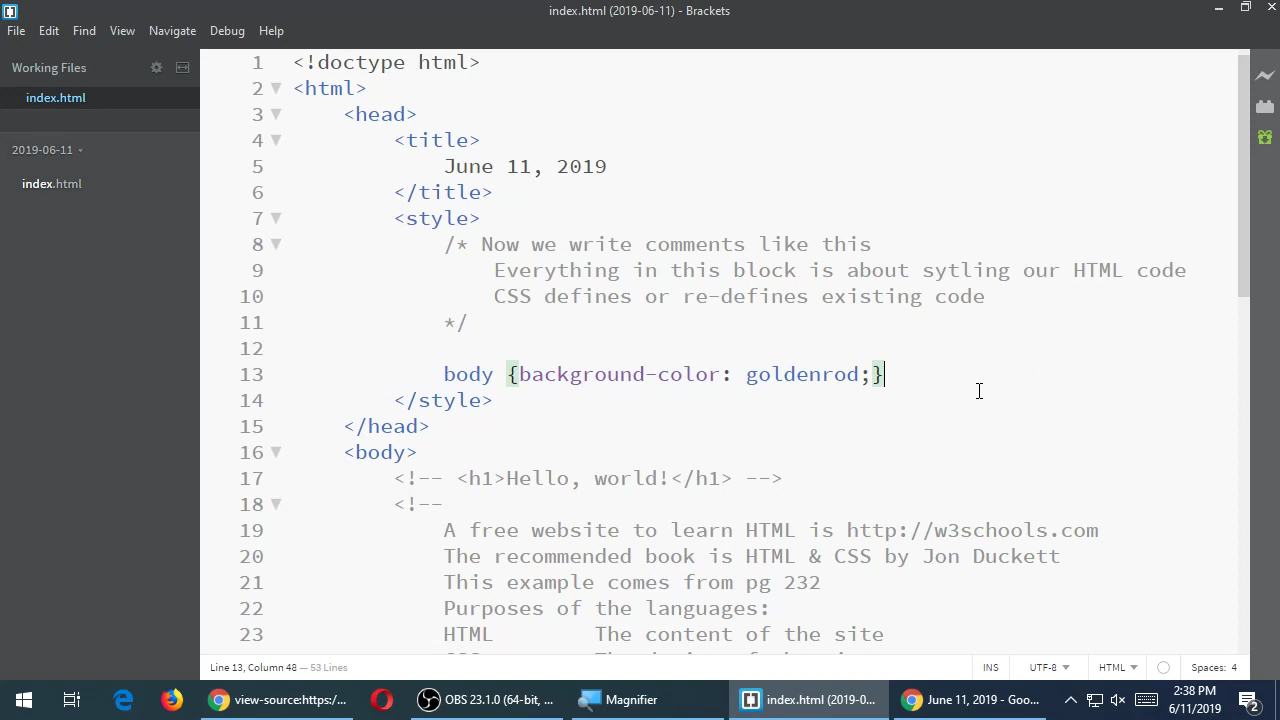 index.html (2019-06-11) - Brackets
File Edit Find View Navigate Debug Help
Working Files
index.html
2019-06-11
index.html
1 <!doctype html>
2 <html>
3 <head>
4 <title>
5 June 11, 2019
6 </title>
7 <style>
8 /* Now we write comments like this
9 Everything in this block is about sytling our HTML code
10 CSS defines or re-defines existing code
11 */
12
13 body {background-color: goldenrod;}
14 </style>
15 </head>
16 <body>
17 <!-- <h1>Hello, world!</h1> -->
18 <!--
19 A free website to learn HTML is http://w3schools.com
20 The recommended book is HTML & CSS by Jon Duckett
21 This example comes from pg 232
22 Purposes of the languages:
23 HTML The content of the site
Line 13, Column 48 — 53 Lines
INS UTF-8 HTML Spaces: 4
view-source:https:/... OBS 23.1.0 (64-bit, ... Magnifier index.html (2019-0... June 11, 2019 - Goo... 2:38 PM
6/11/2019
2